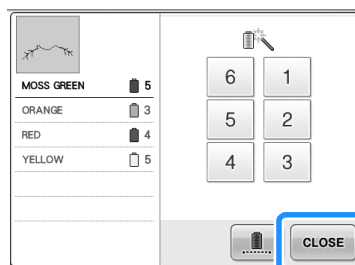 MOSS GREEN 5
ORANGE 3
RED 4
YELLOW 5
6 1
5 2
4 3
CLOSE